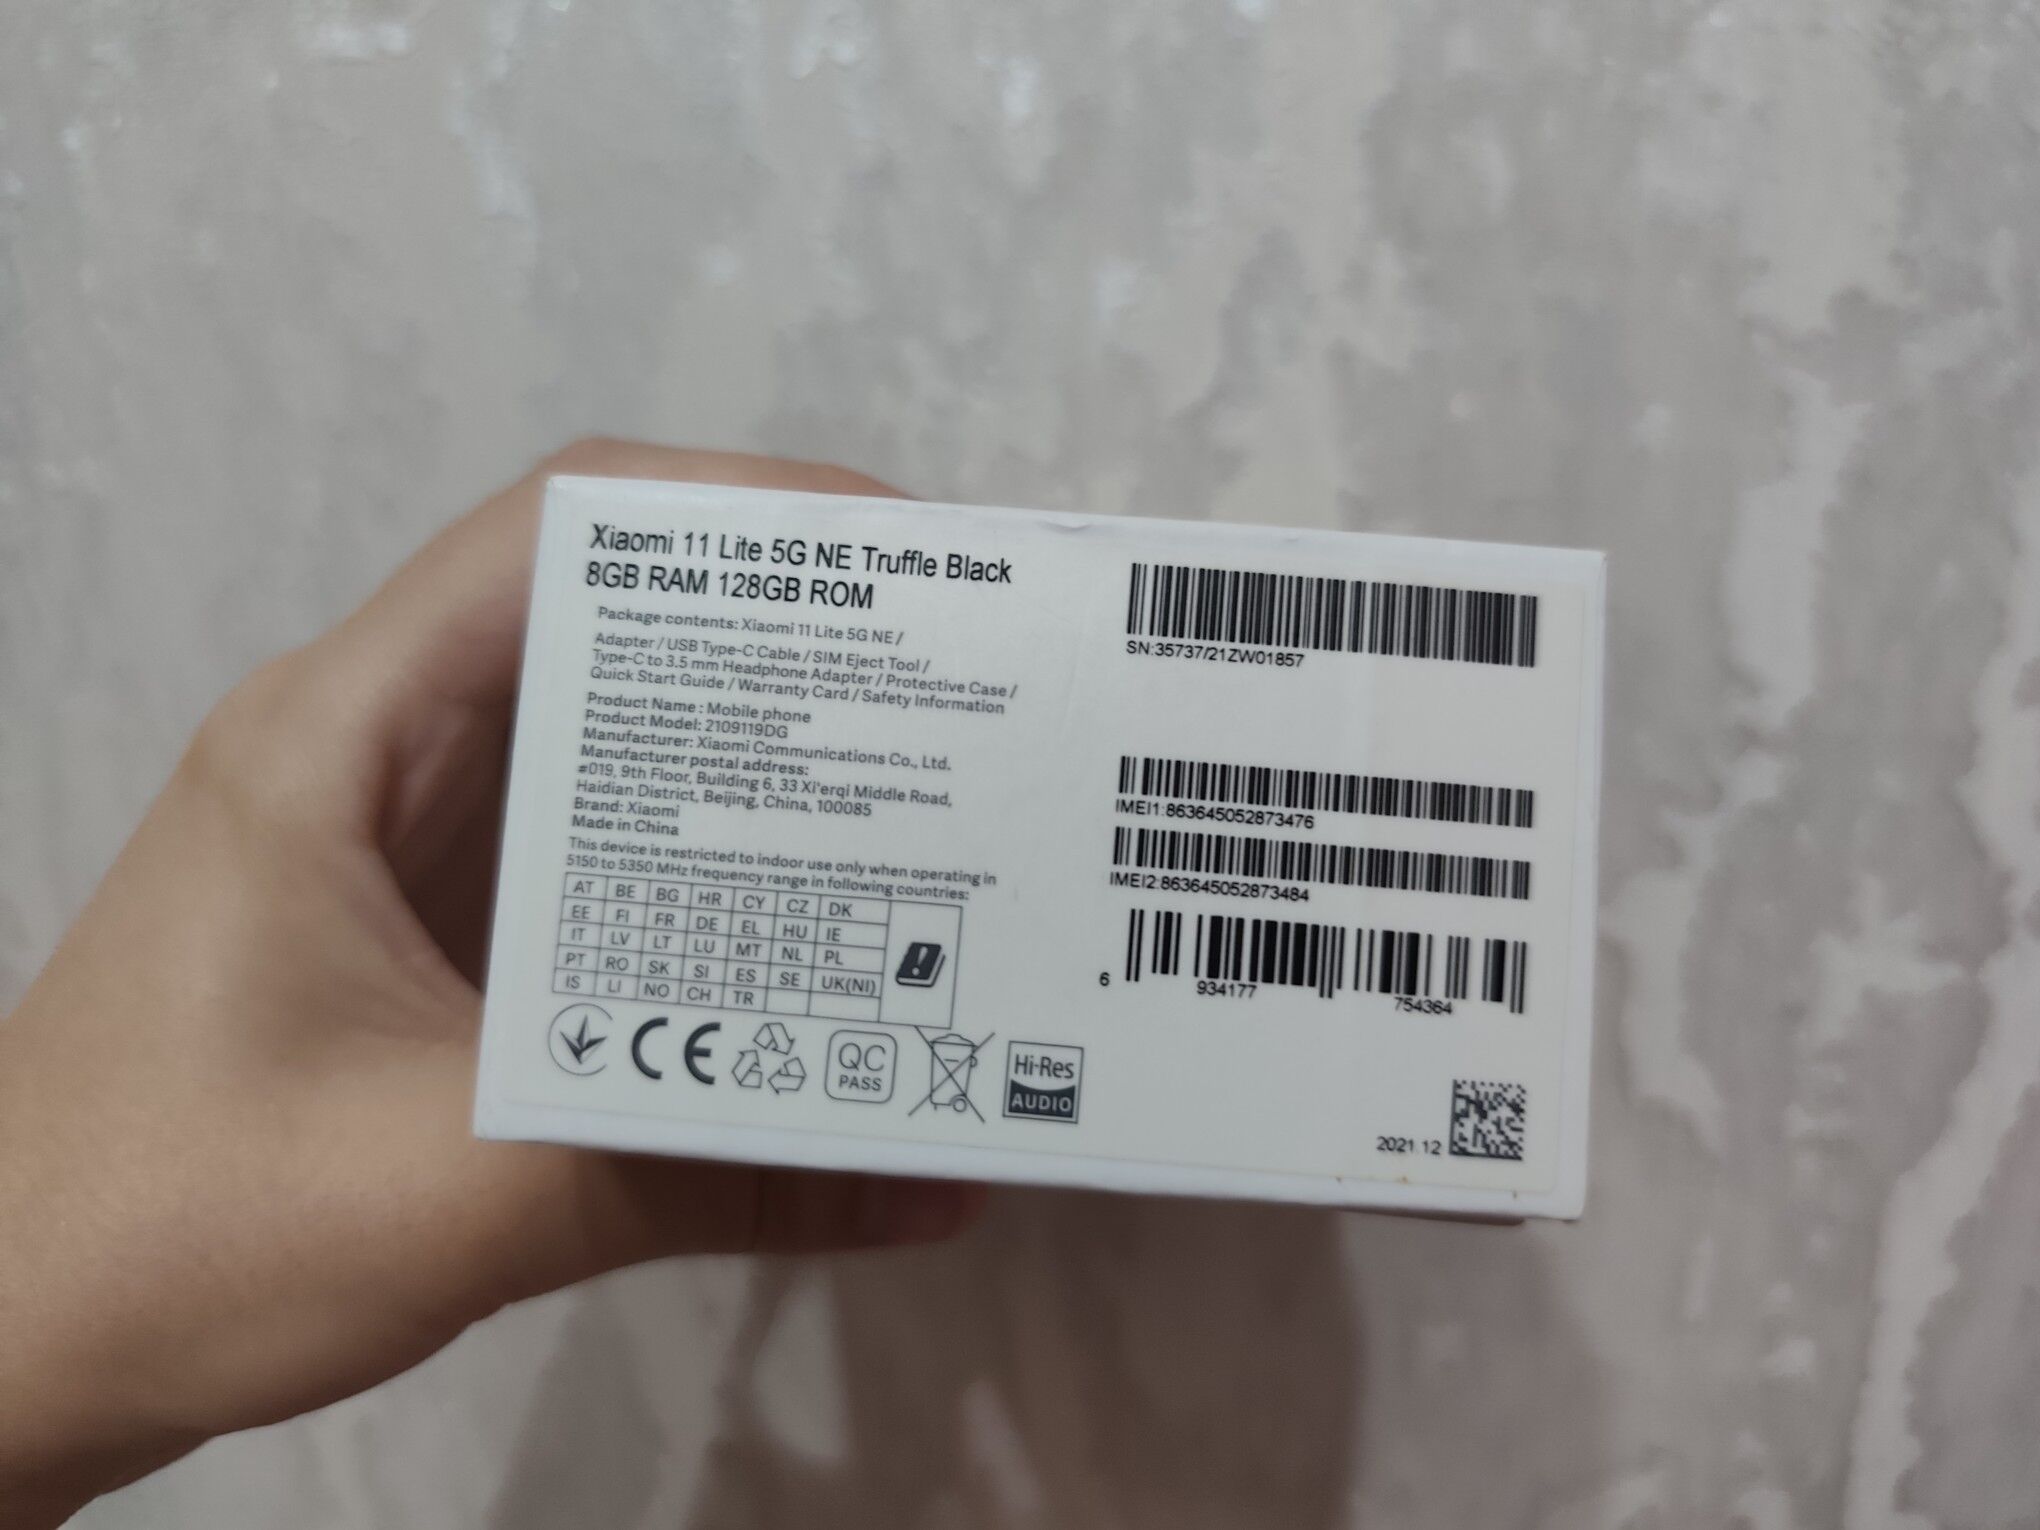 Xiaomi 11 Lite 5G NE Truffle Black
8GB RAM 128GB ROM
Package contents: Xiaomi 11 Lite 5G NE /
Adapter / USB Type-C Cable / SIM Eject Tool /
Type-C to 3.5 mm Headphone Adapter / Protective Case /
Quick Start Guide / Warranty Card / Safety Information
Product Name : Mobile phone
Product Model: 2109119DG
Manufacturer: Xiaomi Communications Co., Ltd.
Manufacturer postal address:
#019, 9th Floor, Building 6, 33 Xi'erqi Middle Road,
Haidian District, Beijing, China, 100085
Brand: Xiaomi
Made in China
This device is restricted to indoor use only when operating in
5150 to 5350 MHz frequency range in following countries:
AT BE BG HR CY CZ DK
EE FI FR DE EL HU IE
IT LV LT LU MT NL PL
PT RO SK SI ES SE UK(NI)
IS LI NO CH TR
CE
QC
PASS
Hi-Res
AUDIO
SN:35737/21ZW01857
IMEI1:863645052873476
IMEI2:863645052873484
6 934177 754364
2021.12